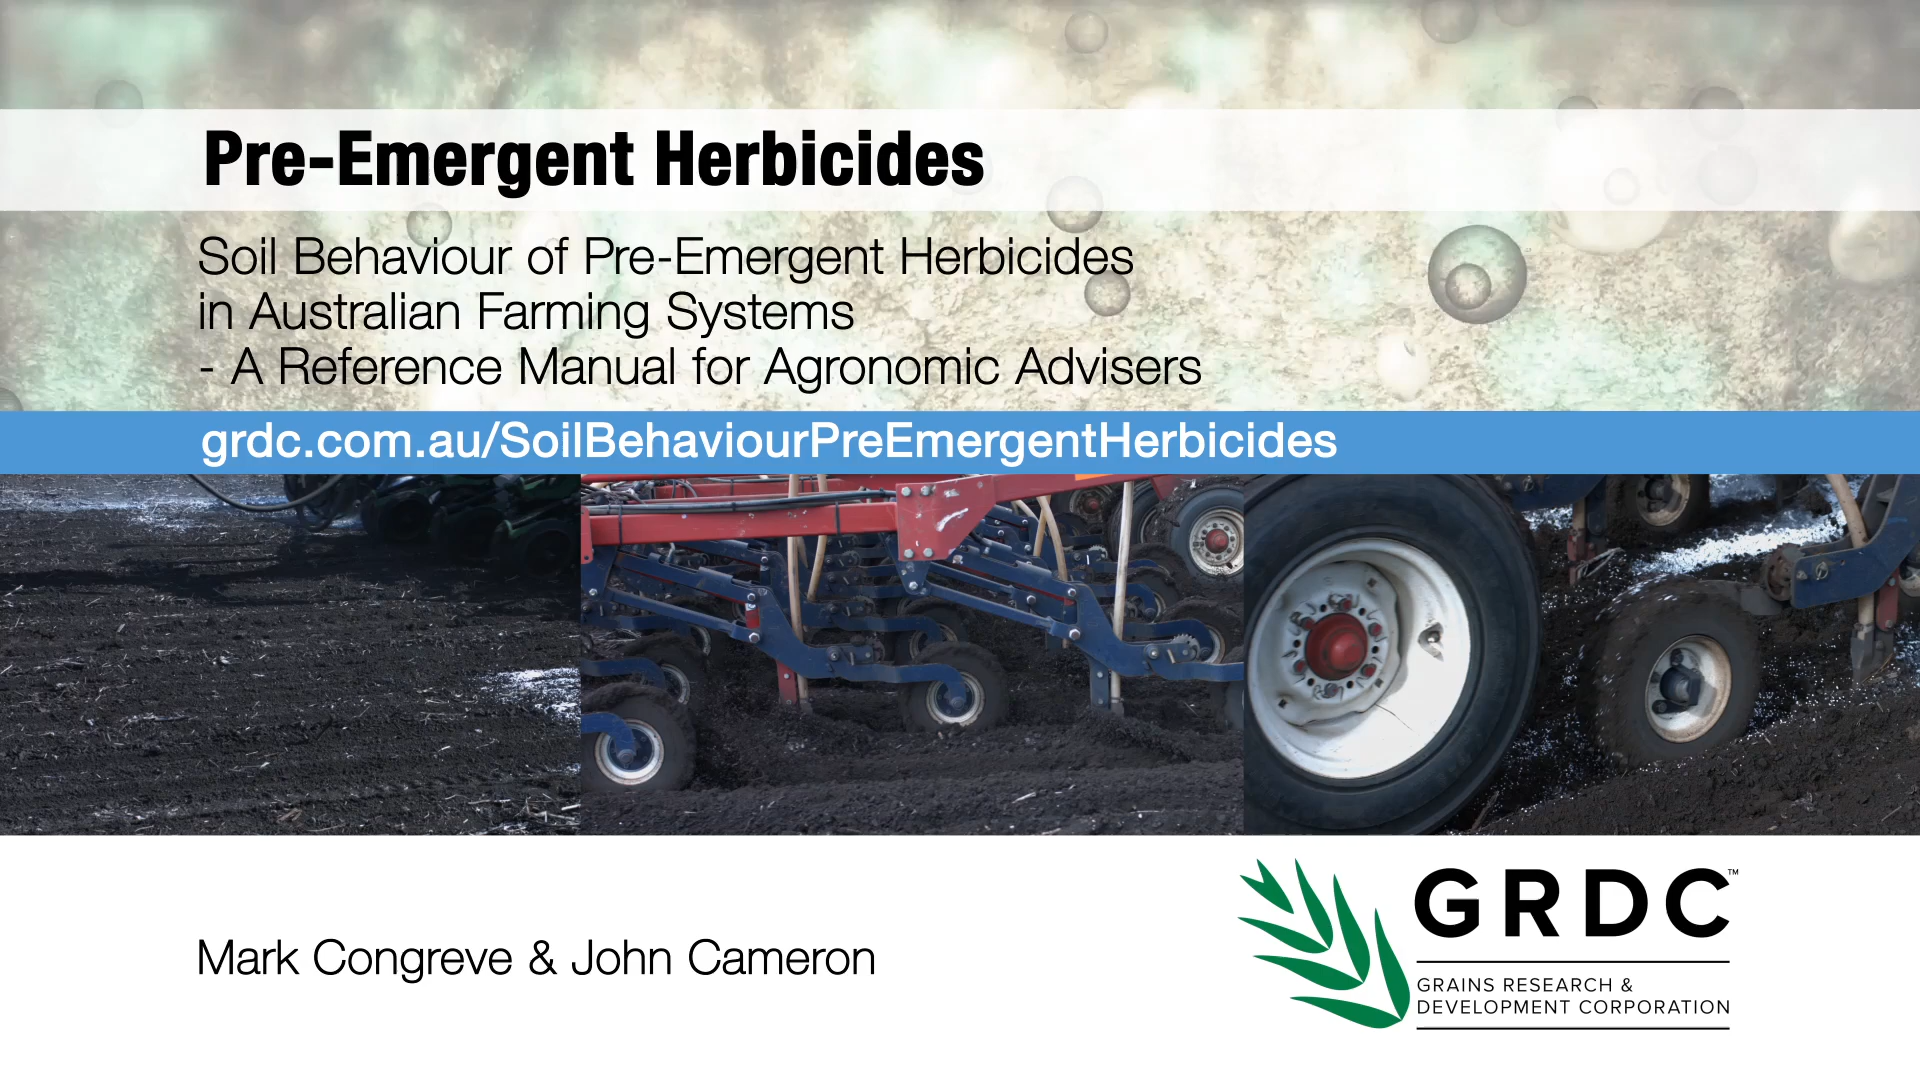 Pre-Emergent Herbicides
Soil Behaviour of Pre-Emergent Herbicides
in Australian Farming Systems
- A Reference Manual for Agronomic Advisers
grdc.com.au/SoilBehaviourPreEmergentHerbicides
Mark Congreve & John Cameron
GRDC™
GRAINS RESEARCH &
DEVELOPMENT CORPORATION